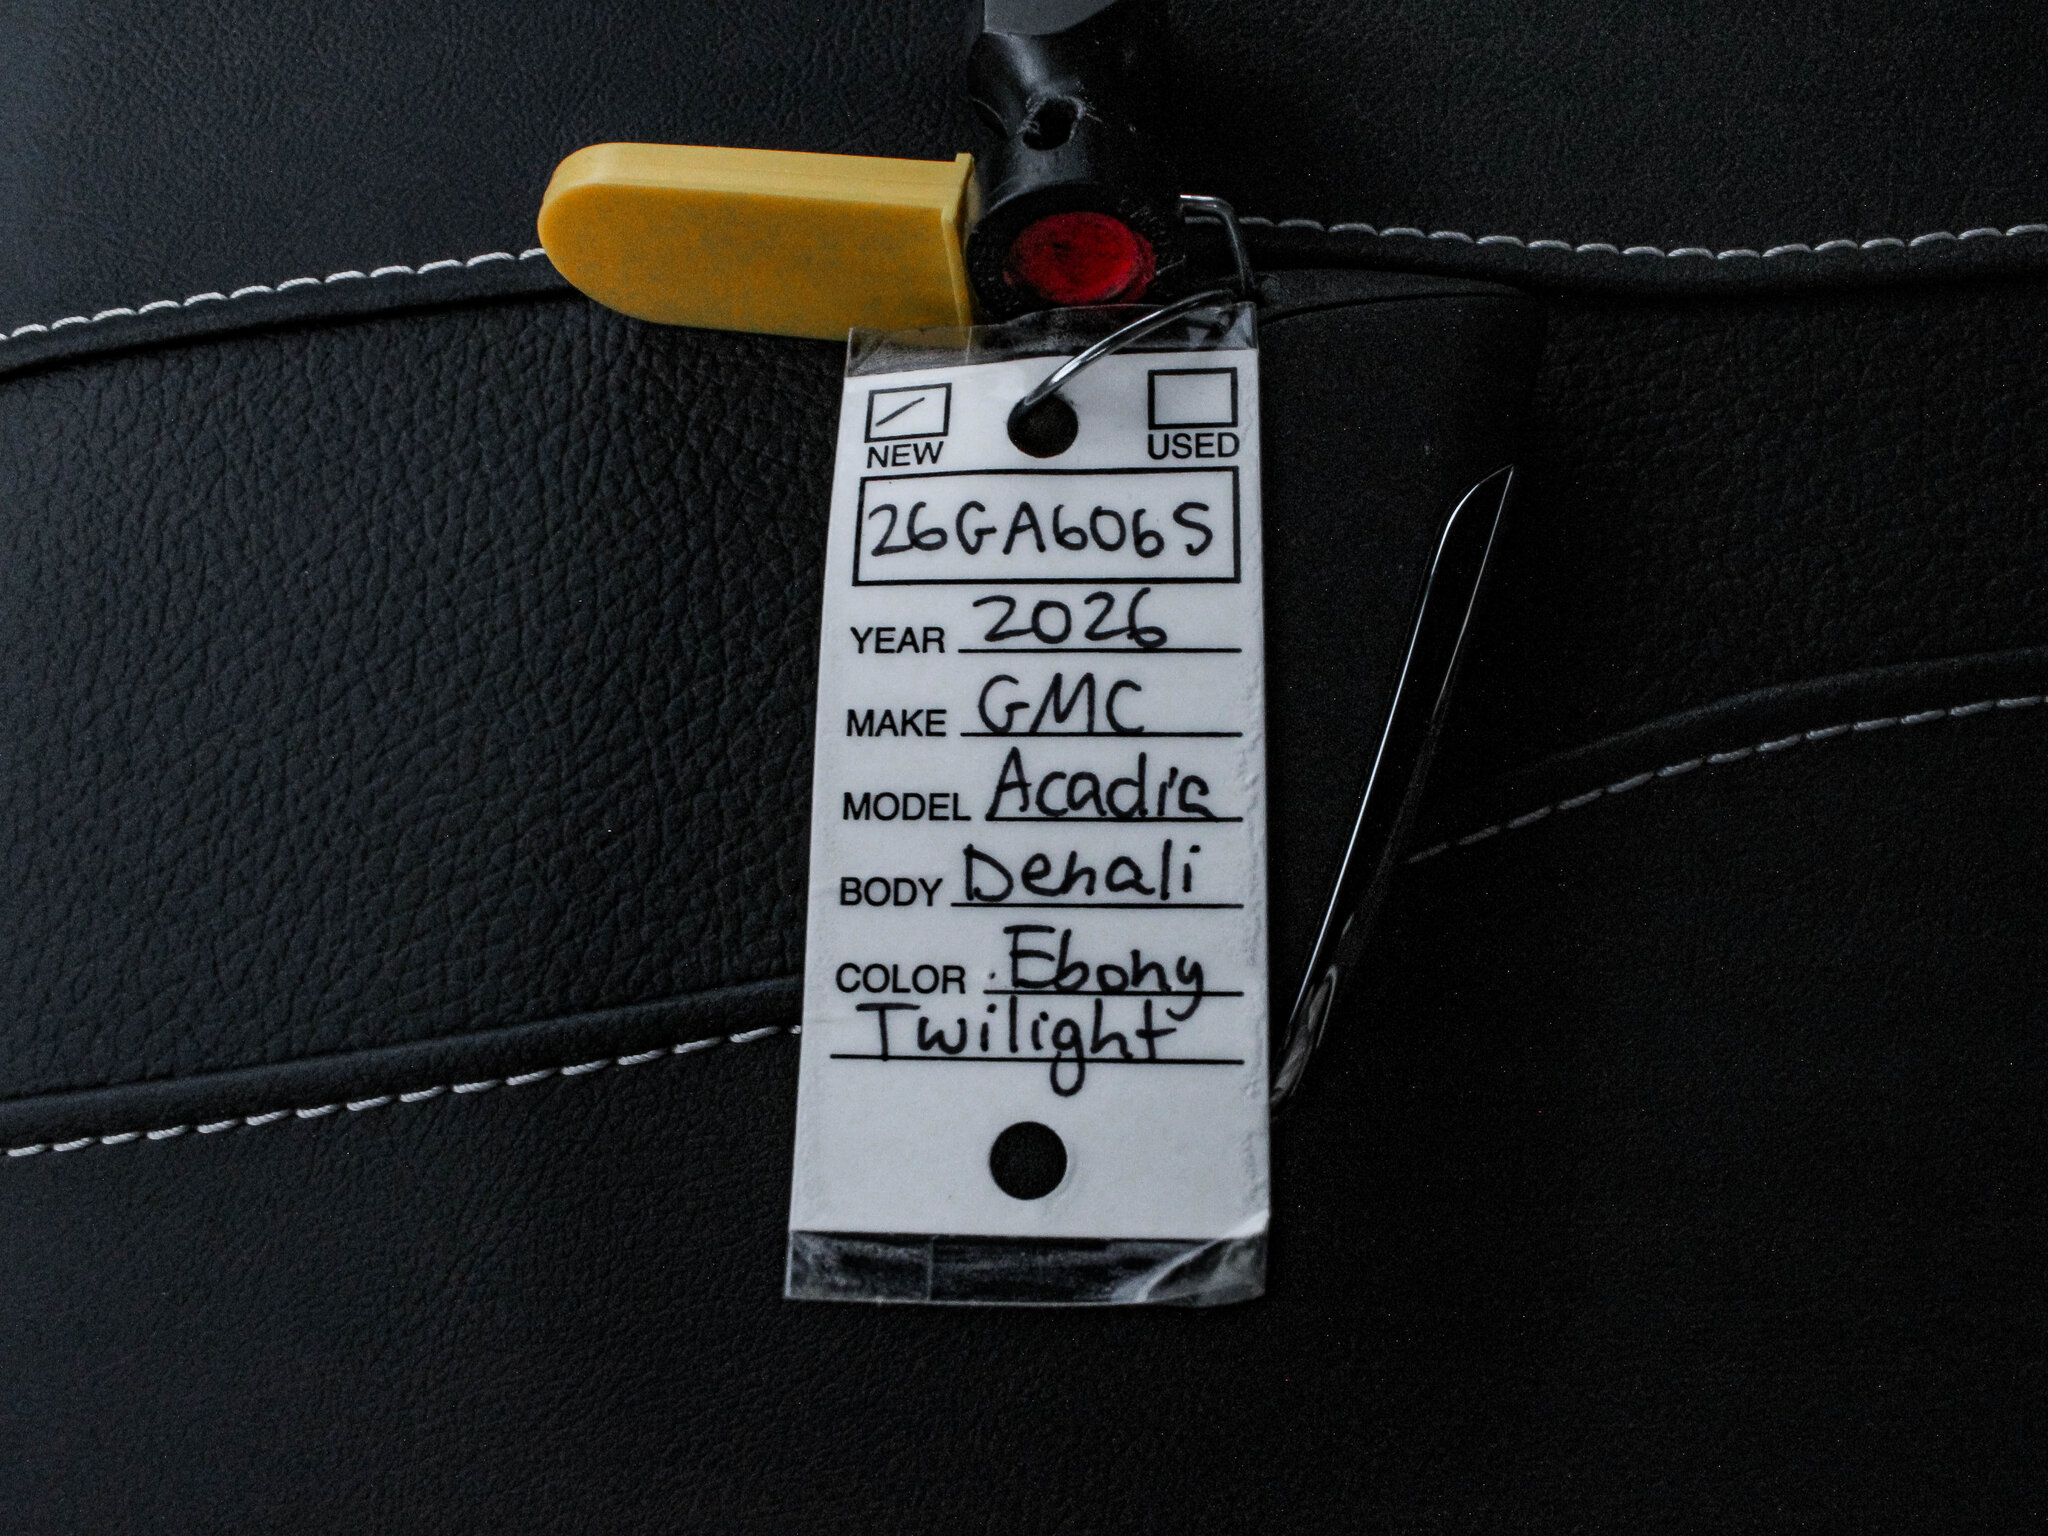 NEW USED
26GA606S
YEAR 2026
MAKE GMC
MODEL Acadia
BODY Denali
COLOR Ebony
Twilight